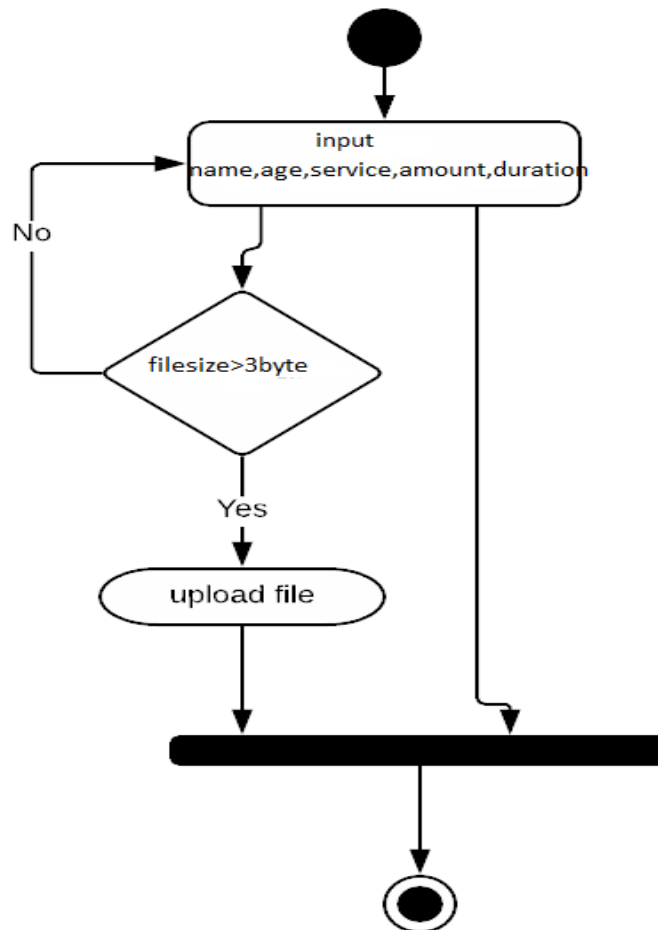 input
name,age,service,amount,duration
No
filesize>3byte
Yes
upload file